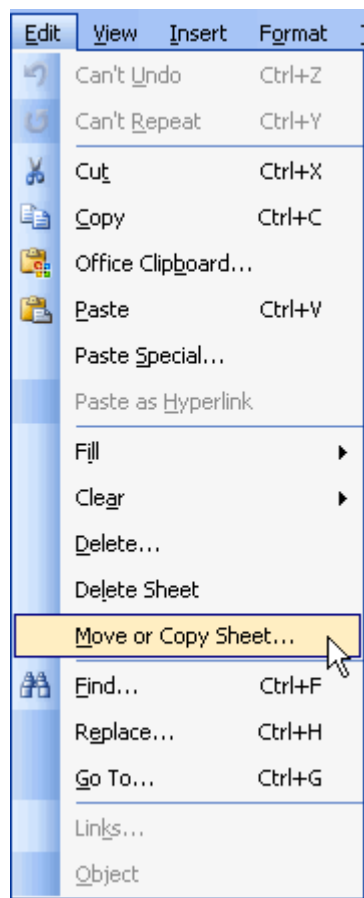 Edit View Insert Format
Can't Undo Ctrl+Z
Can't Repeat Ctrl+Y
Cut Ctrl+X
Copy Ctrl+C
Office Clipboard...
Paste Ctrl+V
Paste Special...
Paste as Hyperlink
Fill
Clear
Delete...
Delete Sheet
Move or Copy Sheet...
Find... Ctrl+F
Replace... Ctrl+H
Go To... Ctrl+G
Links...
Object